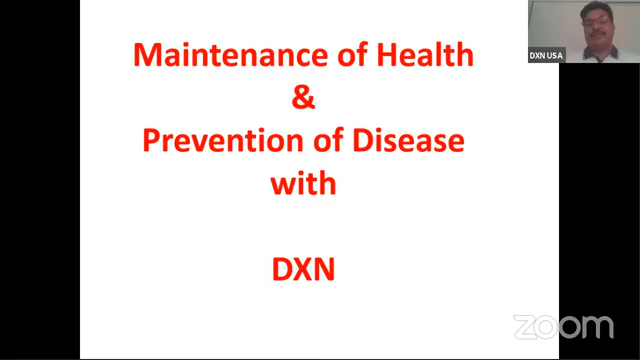 Maintenance of Health
&
Prevention of Disease
with
DXN
DXN USA
zoom